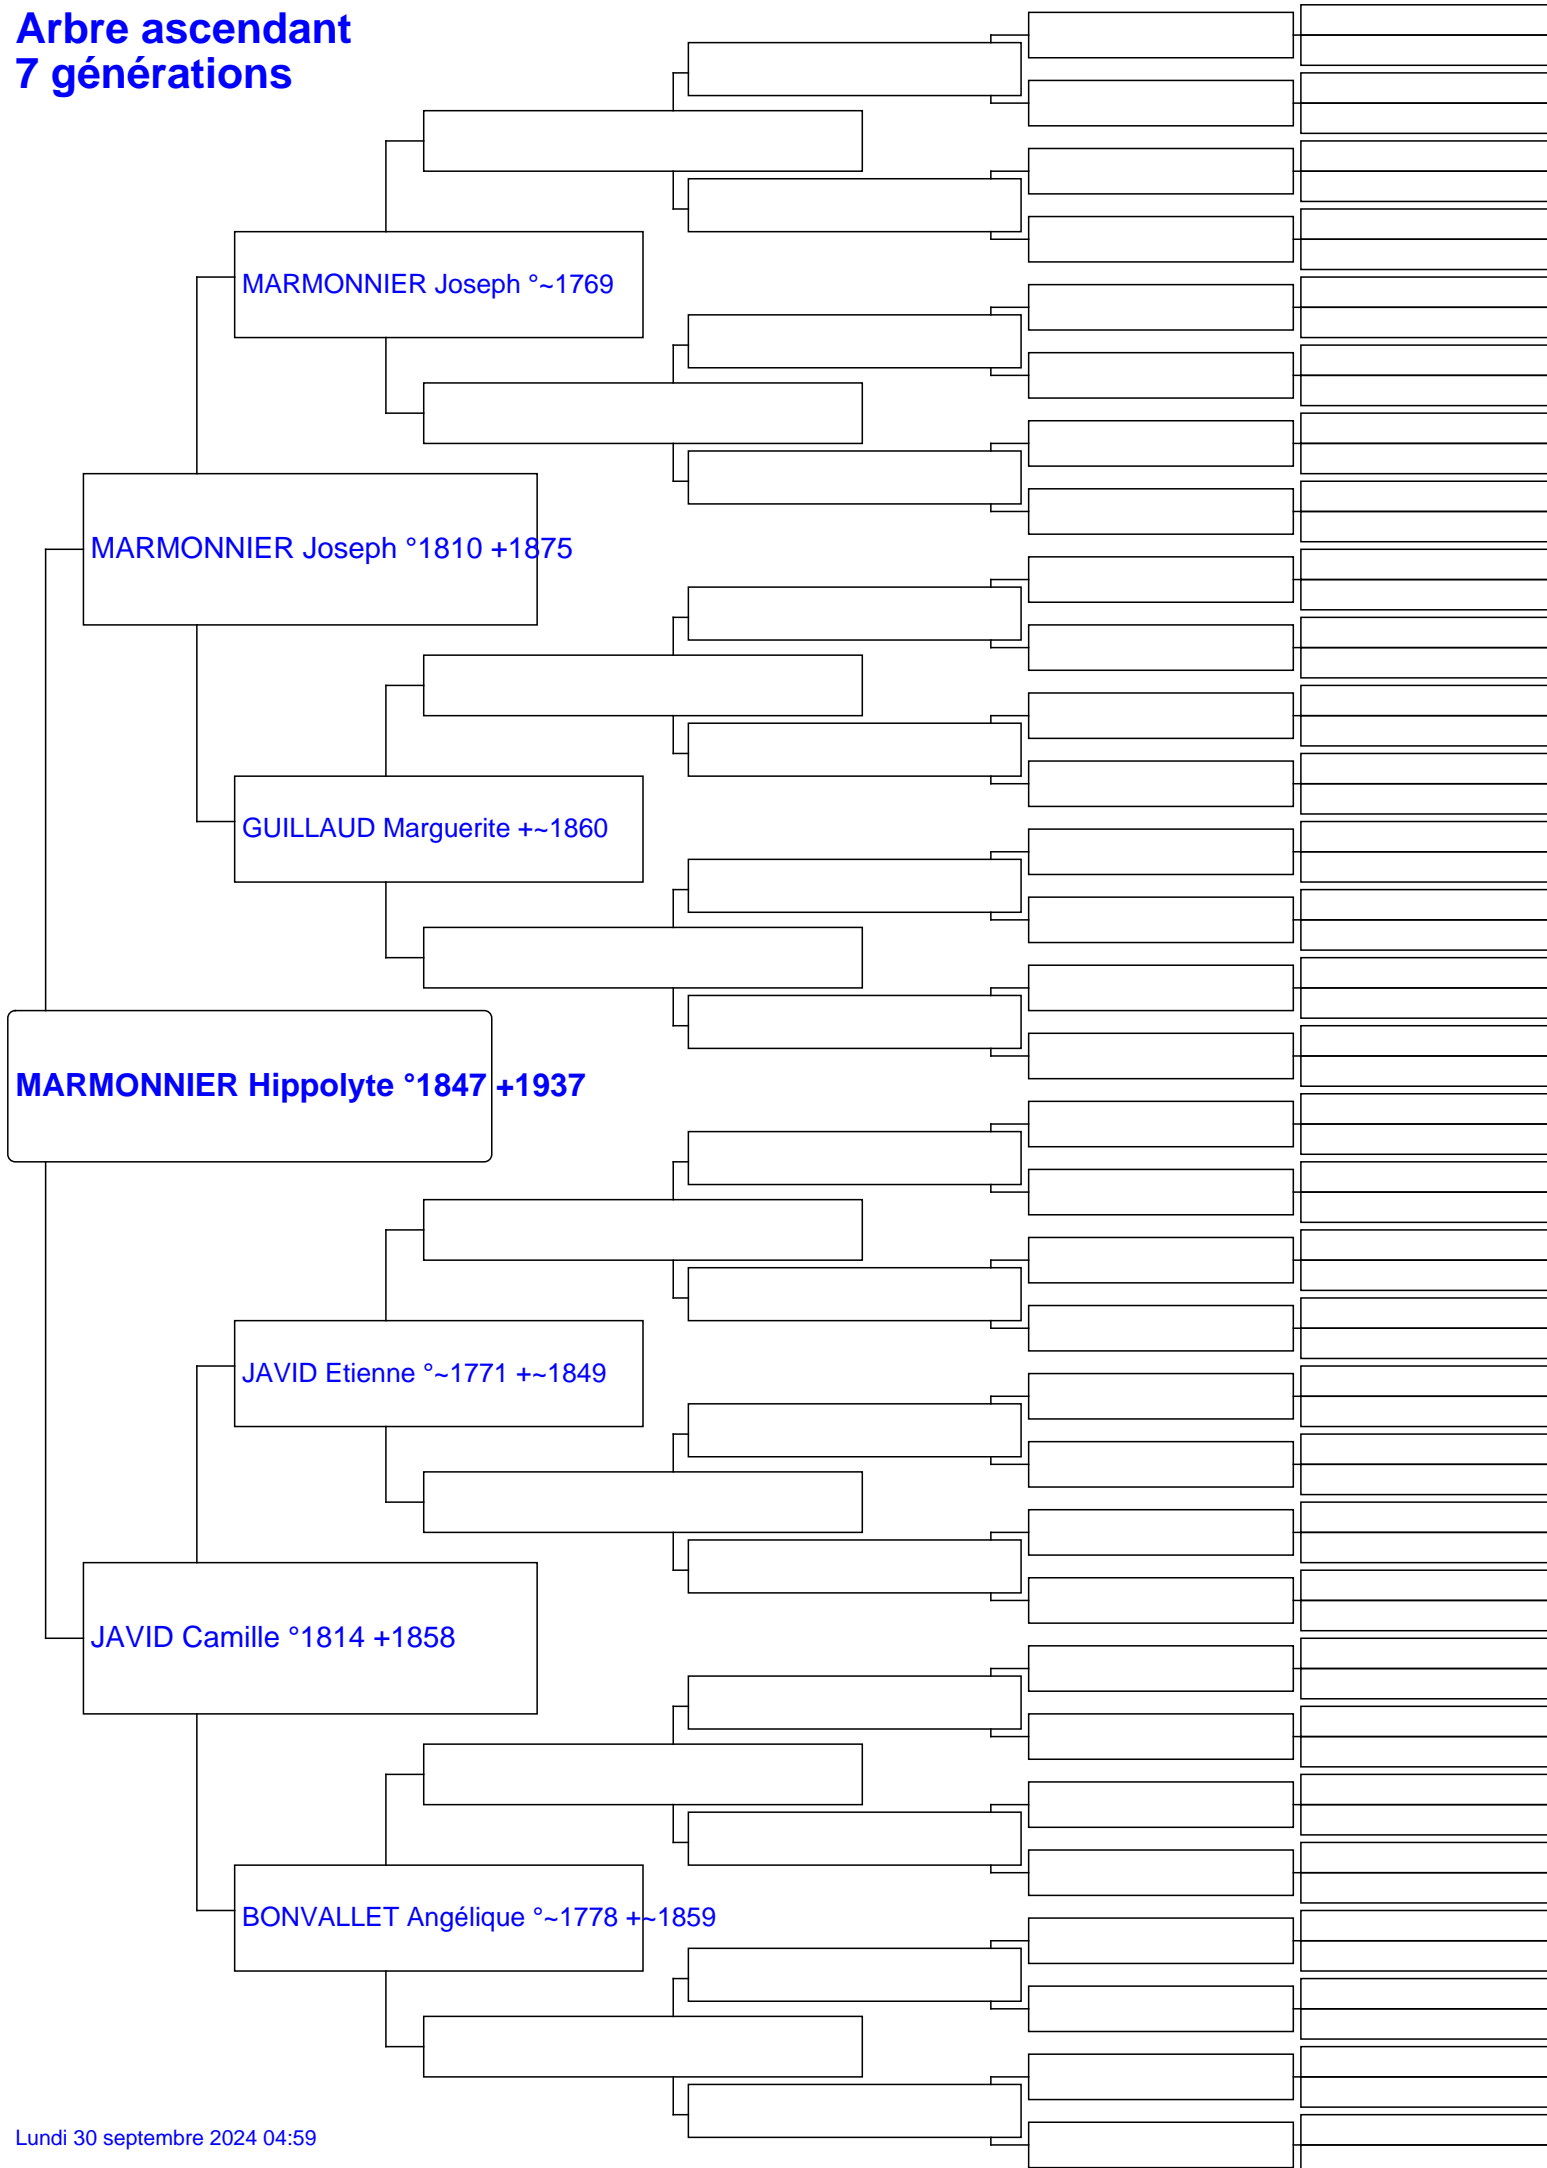 Arbre ascendant
7 générations
MARMONNIER Joseph °~1769
MARMONNIER Joseph °1810 +1875
GUILLAUD Marguerite +~1860
MARMONNIER Hippolyte °1847 +1937
JAVID Etienne °~1771 +~1849
JAVID Camille °1814 +1858
BONVALLET Angélique °~1778 +~1859
Lundi 30 septembre 2024 04:59